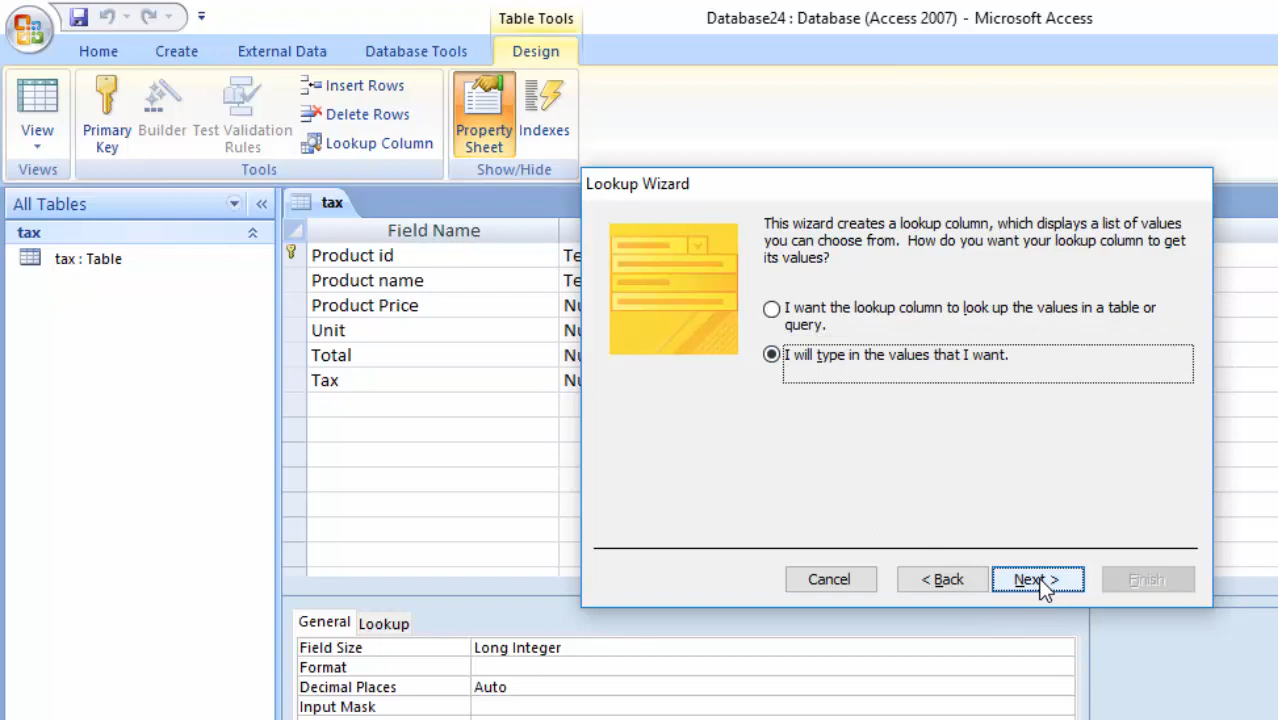 Database24 : Database (Access 2007) - Microsoft Access
Table Tools
Home Create External Data Database Tools Design
View
Views
Primary Key
Builder
Test Validation Rules
Insert Rows
Delete Rows
Lookup Column
Tools
Property Sheet
Indexes
Show/Hide
All Tables
tax
tax : Table
tax
Field Name
Product id Te
Product name Te
Product Price Nu
Unit Nu
Total Nu
Tax Nu
Lookup Wizard
This wizard creates a lookup column, which displays a list of values
you can choose from. How do you want your lookup column to get
its values?
I want the lookup column to look up the values in a table or
query.
I will type in the values that I want.
Cancel < Back Next > Finish
General Lookup
Field Size Long Integer
Format
Decimal Places Auto
Input Mask